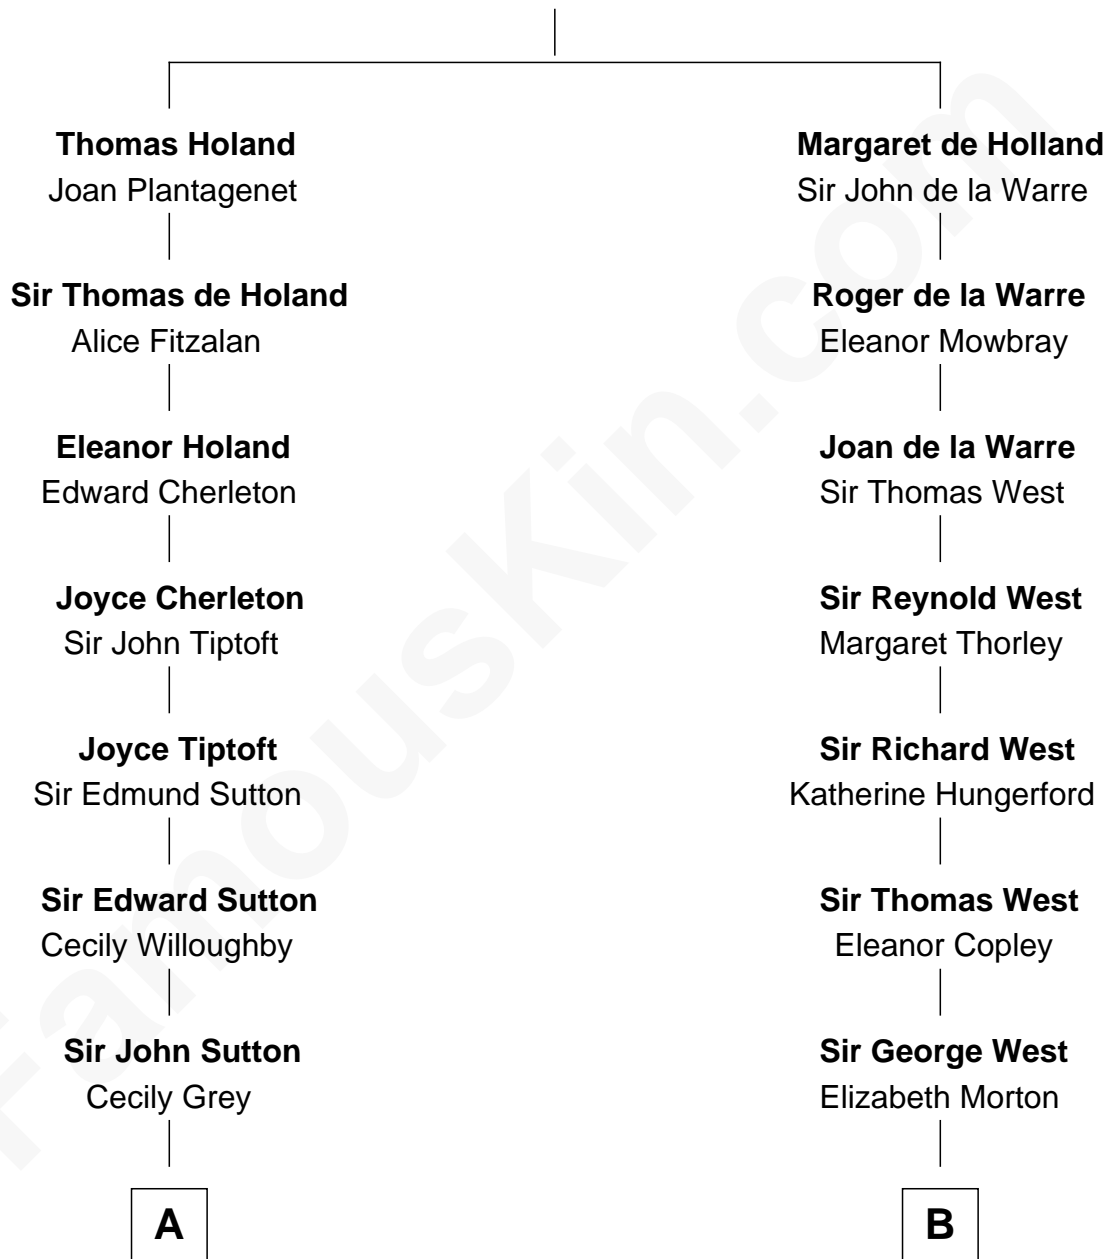 Thomas Holand
Joan Plantagenet
Sir Thomas de Holand
Alice Fitzalan
Eleanor Holand
Edward Cherleton
Joyce Cherleton
Sir John Tiptoft
Joyce Tiptoft
Sir Edmund Sutton
Sir Edward Sutton
Cecily Willoughby
Sir John Sutton
Cecily Grey
A
Margaret de Holland
Sir John de la Warre
Roger de la Warre
Eleanor Mowbray
Joan de la Warre
Sir Thomas West
Sir Reynold West
Margaret Thorley
Sir Richard West
Katherine Hungerford
Sir Thomas West
Eleanor Copley
Sir George West
Elizabeth Morton
B
FamousKin.com